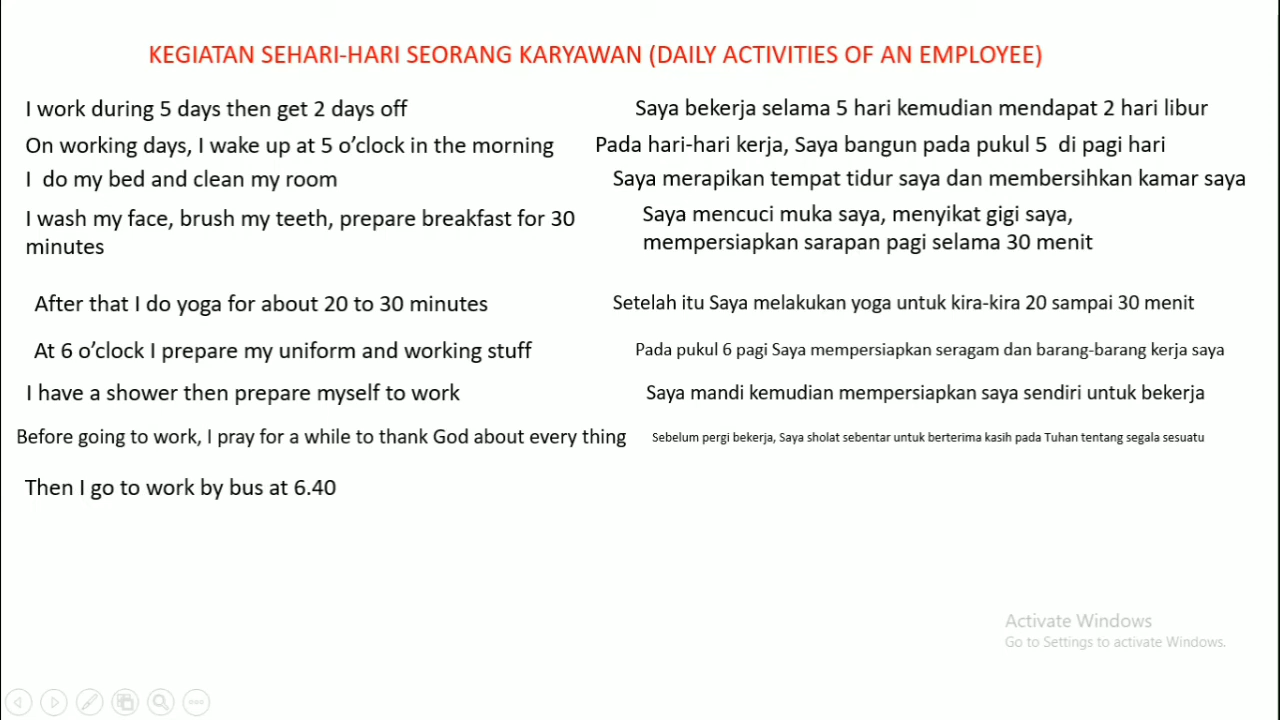 KEGIATAN SEHARI-HARI SEORANG KARYAWAN (DAILY ACTIVITIES OF AN EMPLOYEE)
I work during 5 days then get 2 days off
Saya bekerja selama 5 hari kemudian mendapat 2 hari libur
On working days, I wake up at 5 o’clock in the morning
Pada hari-hari kerja, Saya bangun pada pukul 5  di pagi hari
I  do my bed and clean my room
Saya merapikan tempat tidur saya dan membersihkan kamar saya
I wash my face, brush my teeth, prepare breakfast for 30
minutes
Saya mencuci muka saya, menyikat gigi saya,
mempersiapkan sarapan pagi selama 30 menit
After that I do yoga for about 20 to 30 minutes
Setelah itu Saya melakukan yoga untuk kira-kira 20 sampai 30 menit
At 6 o’clock I prepare my uniform and working stuff
Pada pukul 6 pagi Saya mempersiapkan seragam dan barang-barang kerja saya
I have a shower then prepare myself to work
Saya mandi kemudian mempersiapkan saya sendiri untuk bekerja
Before going to work, I pray for a while to thank God about every thing
Sebelum pergi bekerja, Saya sholat sebentar untuk berterima kasih pada Tuhan tentang segala sesuatu
Then I go to work by bus at 6.40
Activate Windows
Go to Settings to activate Windows.